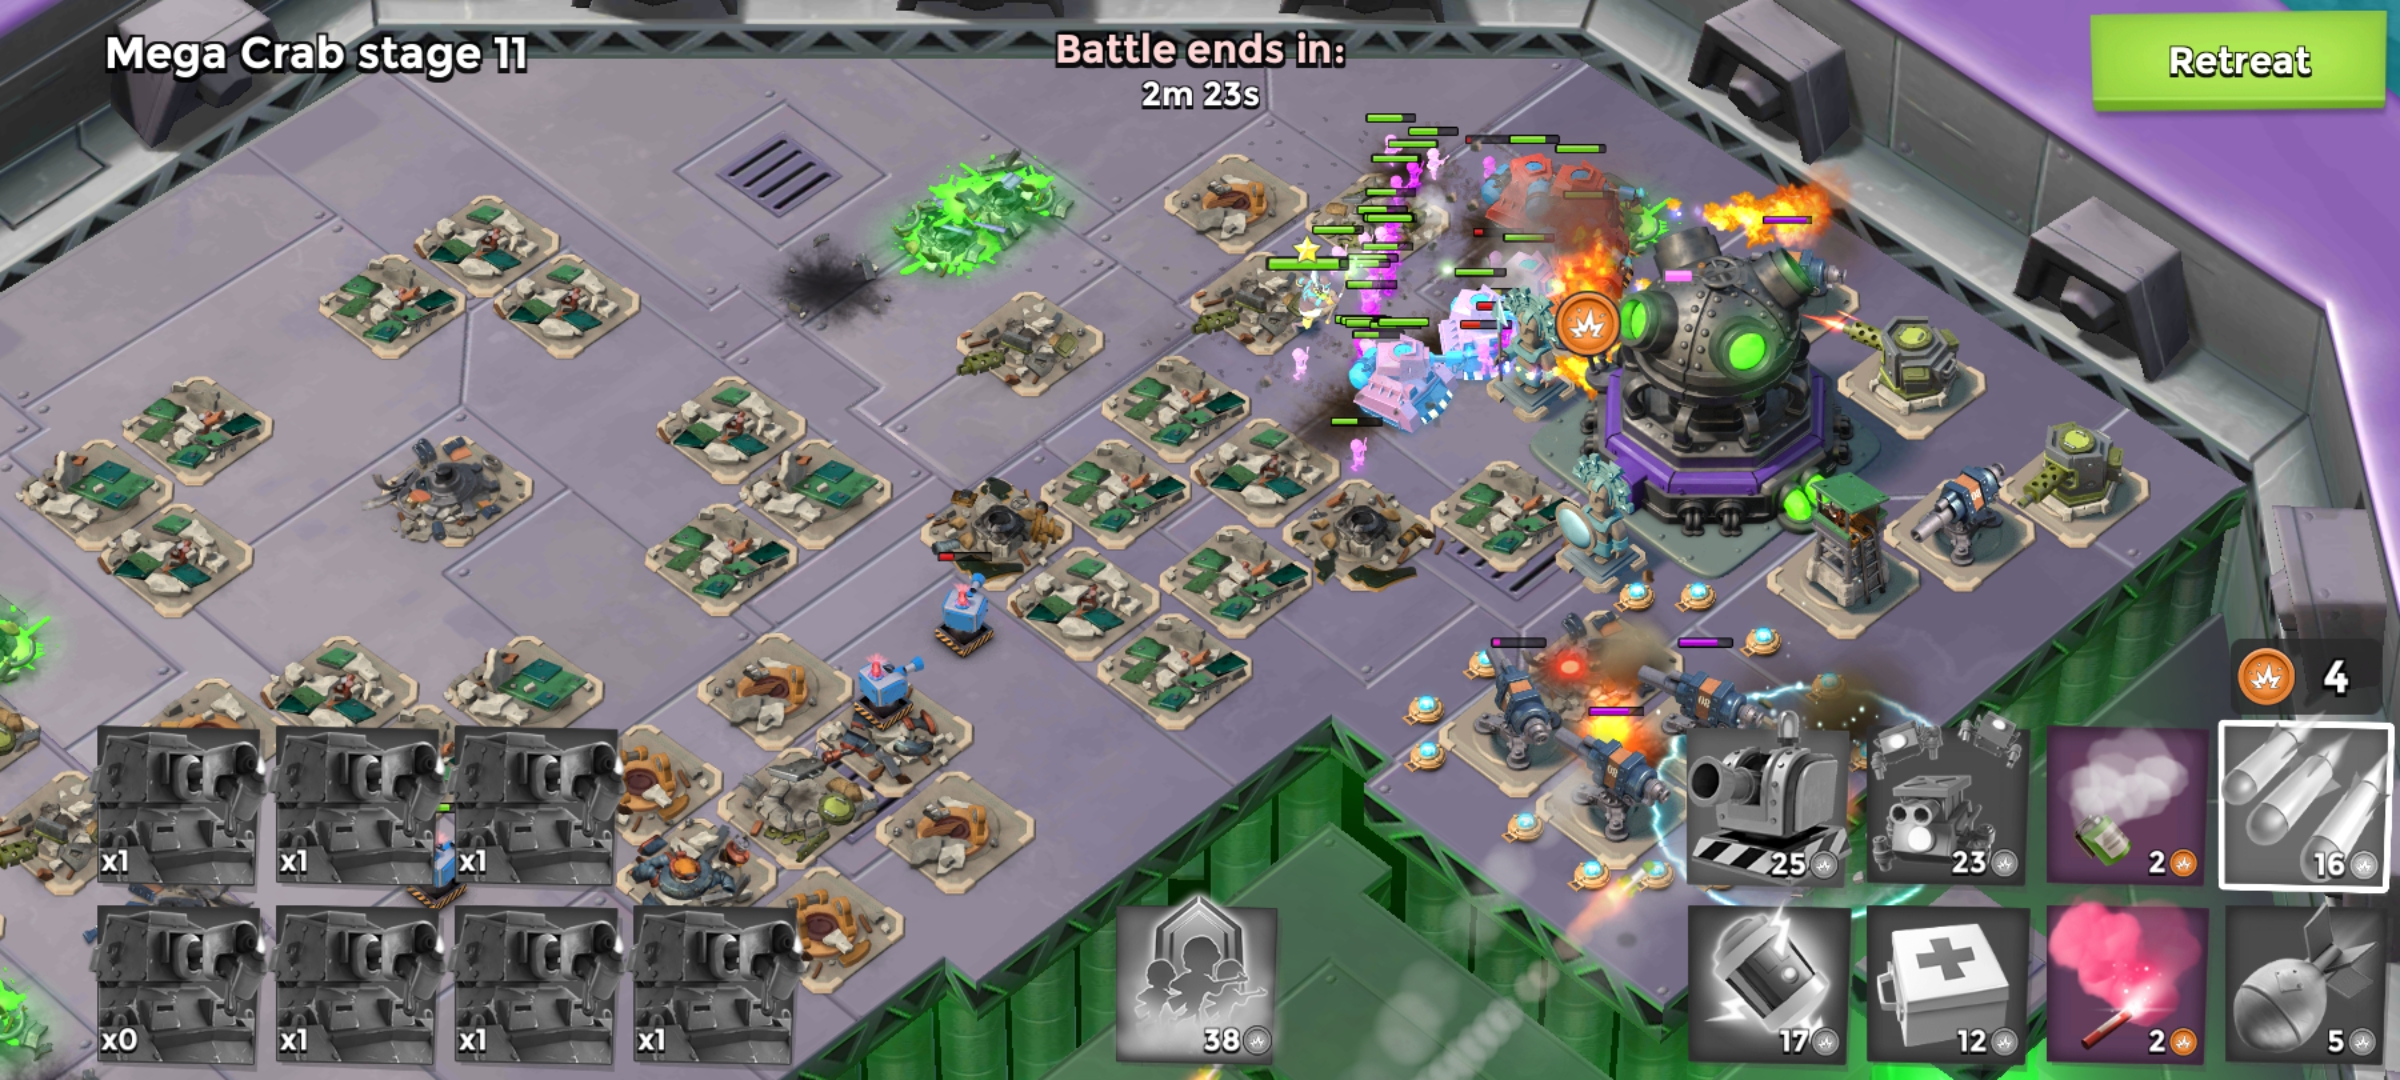 Mega Crab stage 11
Battle ends in:
2m 23s
Retreat
4
x1
x1
x1
25
23
2
16
x0
x1
x1
x1
38
17
12
2
5